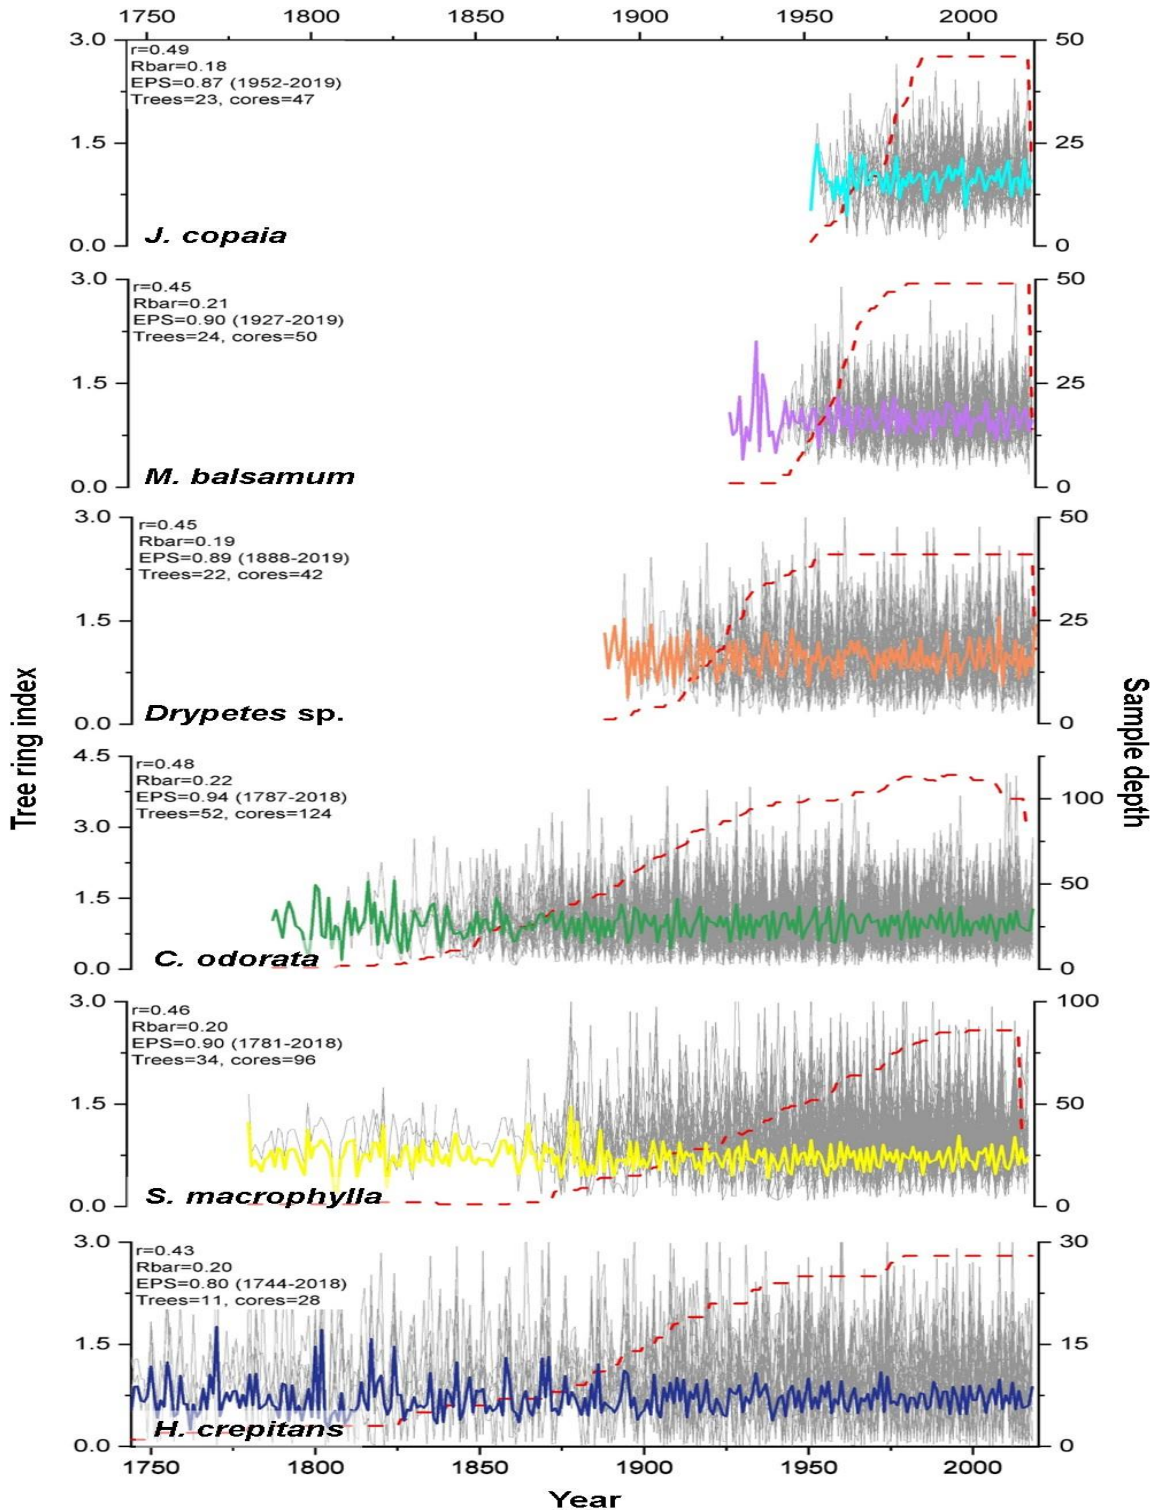 1750 1800 1850 1900 1950 2000
3.0 50
r=0.49
Rbar=0.18
EPS=0.87 (1952-2019)
Trees=23, cores=47
1.5 25
J. copaia
0.0 0
3.0 50
r=0.45
Rbar=0.21
EPS=0.90 (1927-2019)
Trees=24, cores=50
1.5 25
M. balsamum
0.0 0
3.0 50
r=0.45
Rbar=0.19
EPS=0.89 (1888-2019)
Trees=22, cores=42
1.5 25
Drypetes sp.
0.0 0
Tree ring index
Sample depth
4.5
r=0.48
Rbar=0.22
EPS=0.94 (1787-2018)
Trees=52, cores=124
100
3.0
1.5 50
C. odorata
0.0 0
3.0 100
r=0.46
Rbar=0.20
EPS=0.90 (1781-2018)
Trees=34, cores=96
1.5 50
S. macrophylla
0.0 0
3.0 30
r=0.43
Rbar=0.20
EPS=0.80 (1744-2018)
Trees=11, cores=28
1.5 15
H. crepitans
0.0 0
1750 1800 1850 1900 1950 2000
Year